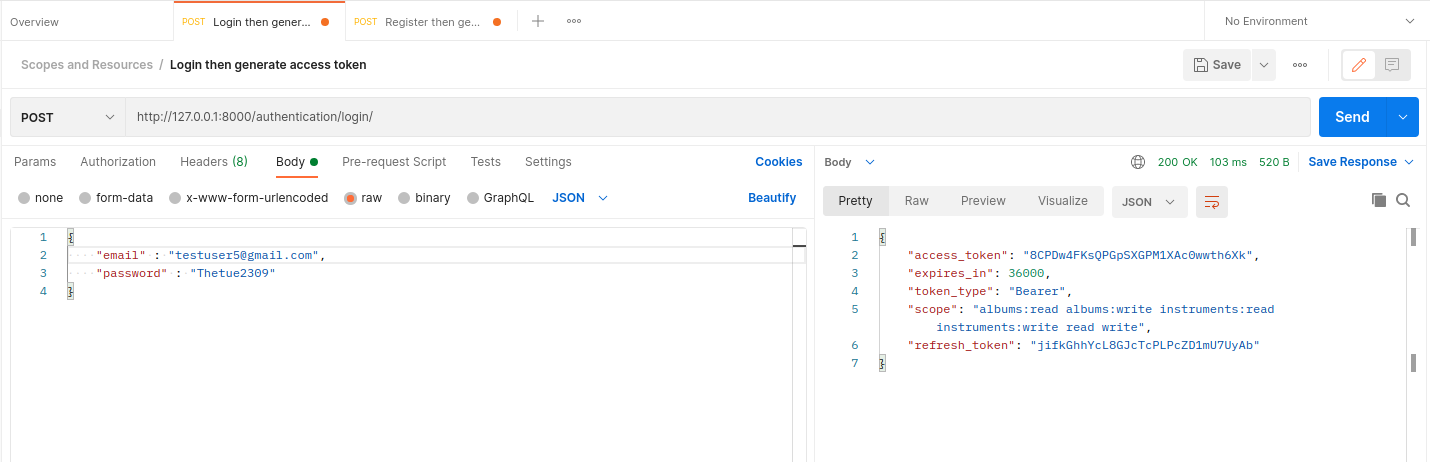 Overview
POST Login then gener...
POST Register then ge...
No Environment
Scopes and Resources / Login then generate access token
Save
POST
http://127.0.0.1:8000/authentication/login/
Send
Params Authorization Headers (8) Body Pre-request Script Tests Settings Cookies
none form-data x-www-form-urlencoded raw binary GraphQL JSON Beautify
1 {
2 "email" : "testuser5@gmail.com",
3 "password" : "Thetue2309"
4 }
Body 200 OK 103 ms 520 B Save Response
Pretty Raw Preview Visualize JSON
1 {
2 "access_token": "8CPDw4FKsQPGpSXGPM1XAc0wwth6Xk",
3 "expires_in": 36000,
4 "token_type": "Bearer",
5 "scope": "albums:read albums:write instruments:read
instruments:write read write",
6 "refresh_token": "jifkGhhYcL8GJcTcPLPcZD1mU7UyAb"
7 }